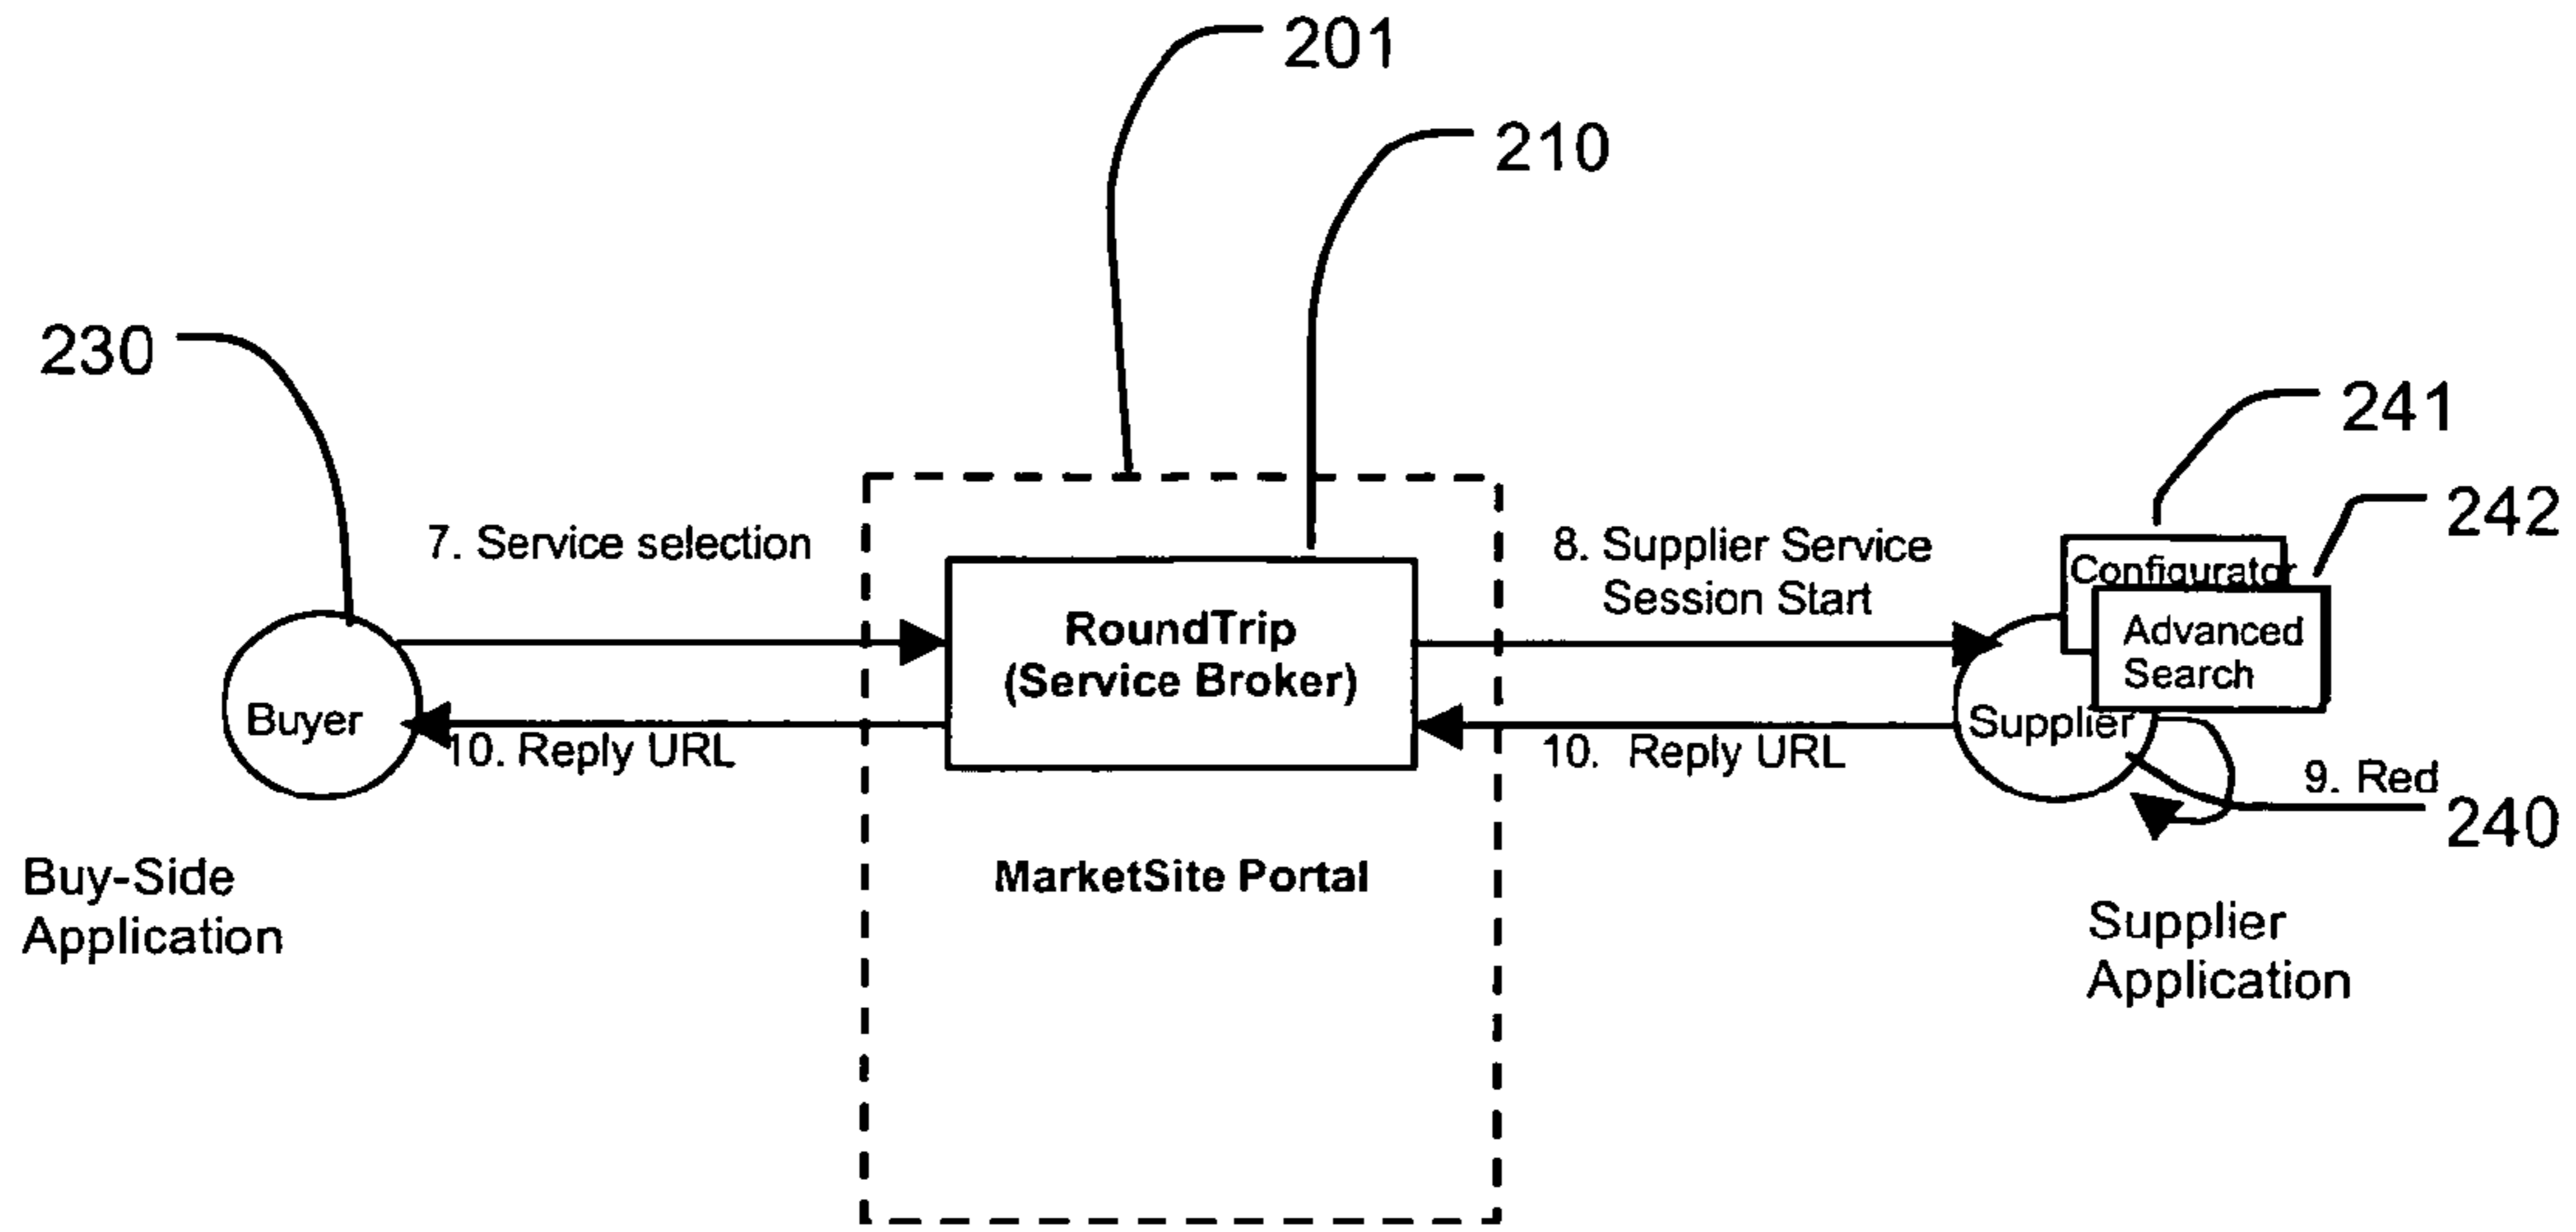 201
210
230
241
242
7. Service selection
8. Supplier Service
Session Start
Configurator
Advanced
Search
RoundTrip
(Service Broker)
Buyer
Supplier
10. Reply URL
10. Reply URL
9. Red
240
MarketSite Portal
Buy-Side
Application
Supplier
Application